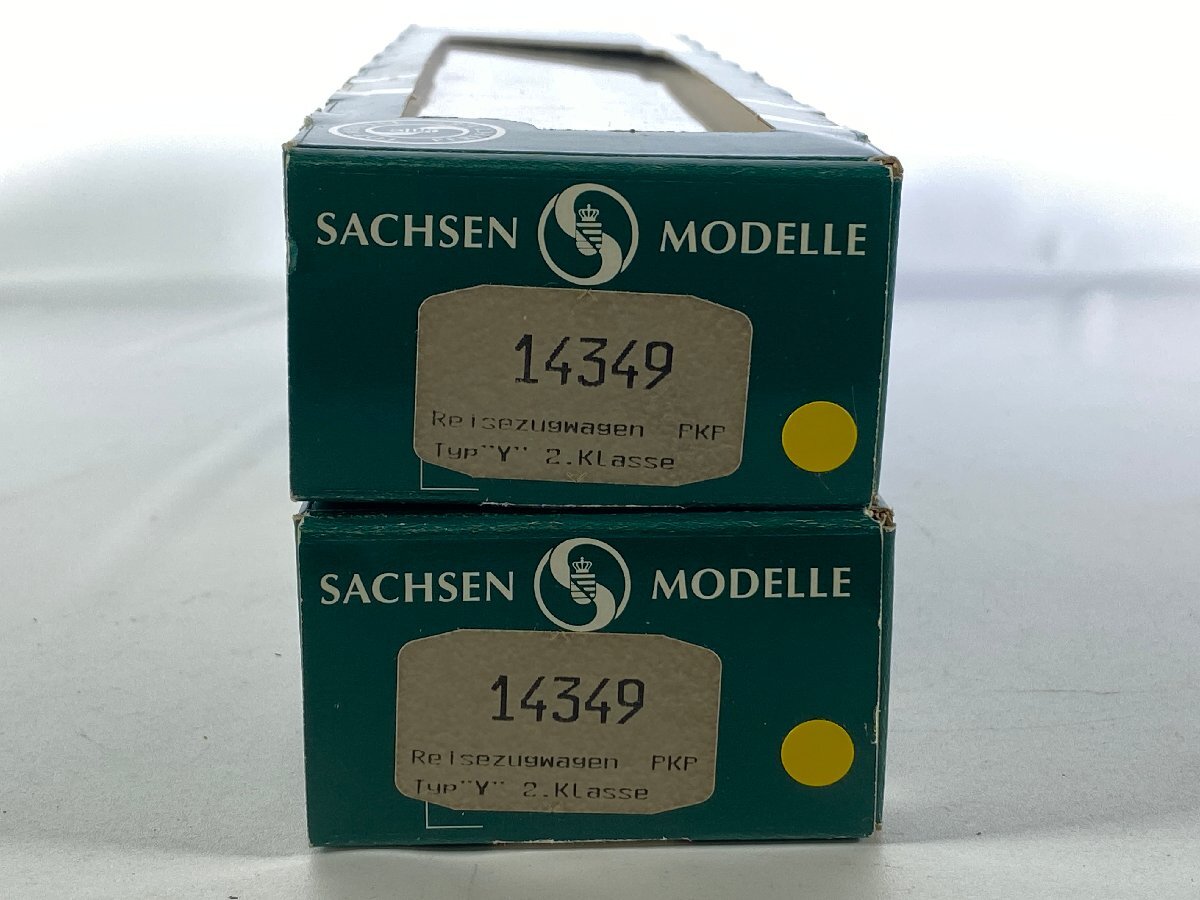 SACHSEN MODELLE
14349
Reisezugwagen PKP
Typ"Y" 2.Klasse
SACHSEN MODELLE
14349
Reisezugwagen PKP
Typ"Y" 2.Klasse